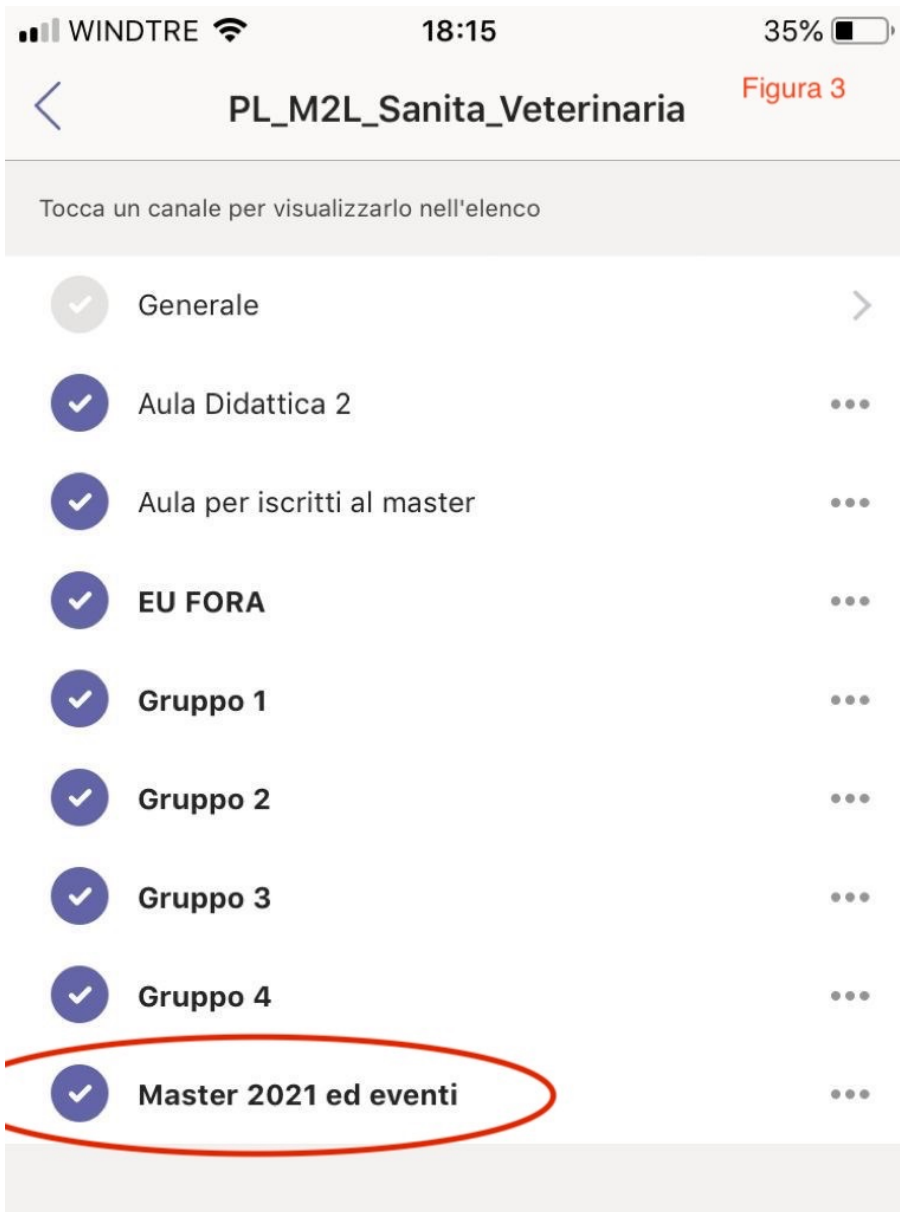 WINDTRE 18:15 35%
Figura 3
PL_M2L_Sanita_Veterinaria
Tocca un canale per visualizzarlo nell'elenco
Generale
Aula Didattica 2
Aula per iscritti al master
EU FORA
Gruppo 1
Gruppo 2
Gruppo 3
Gruppo 4
Master 2021 ed eventi